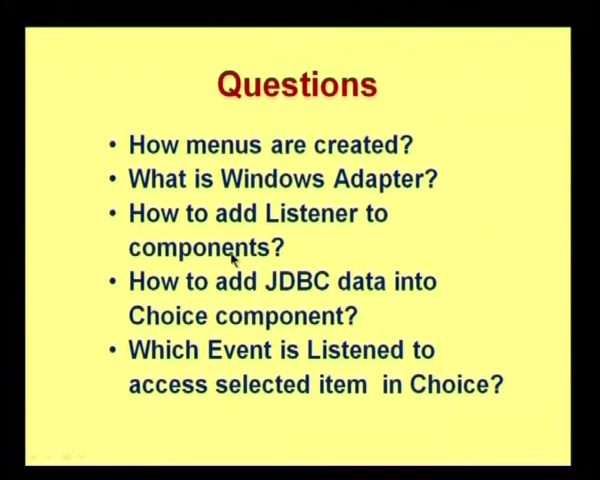 Questions
• How menus are created?
• What is Windows Adapter?
• How to add Listener to
components?
• How to add JDBC data into
Choice component?
• Which Event is Listened to
access selected item in Choice?